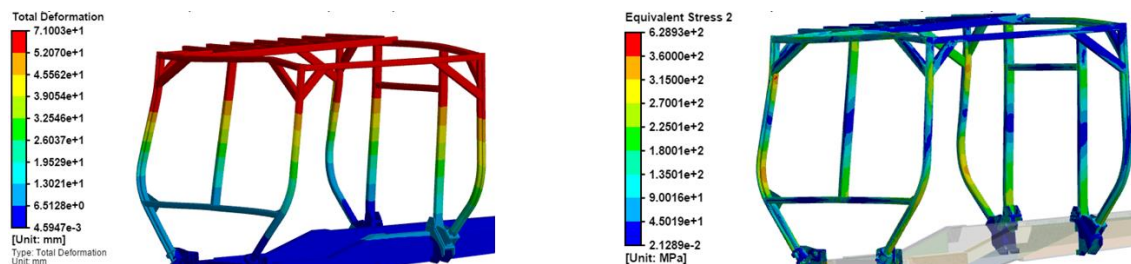 Total Deformation
7.1003e+1
5.2070e+1
4.5562e+1
3.9054e+1
3.2546e+1
2.6037e+1
1.9529e+1
1.3021e+1
6.5128e+0
4.5947e-3
[Unit: mm]
Type: Total Deformation
Unit: mm
Equivalent Stress 2
6.2893e+2
3.6000e+2
3.1500e+2
2.7001e+2
2.2501e+2
1.8001e+2
1.3501e+2
9.0016e+1
4.5019e+1
2.1289e-2
[Unit: MPa]